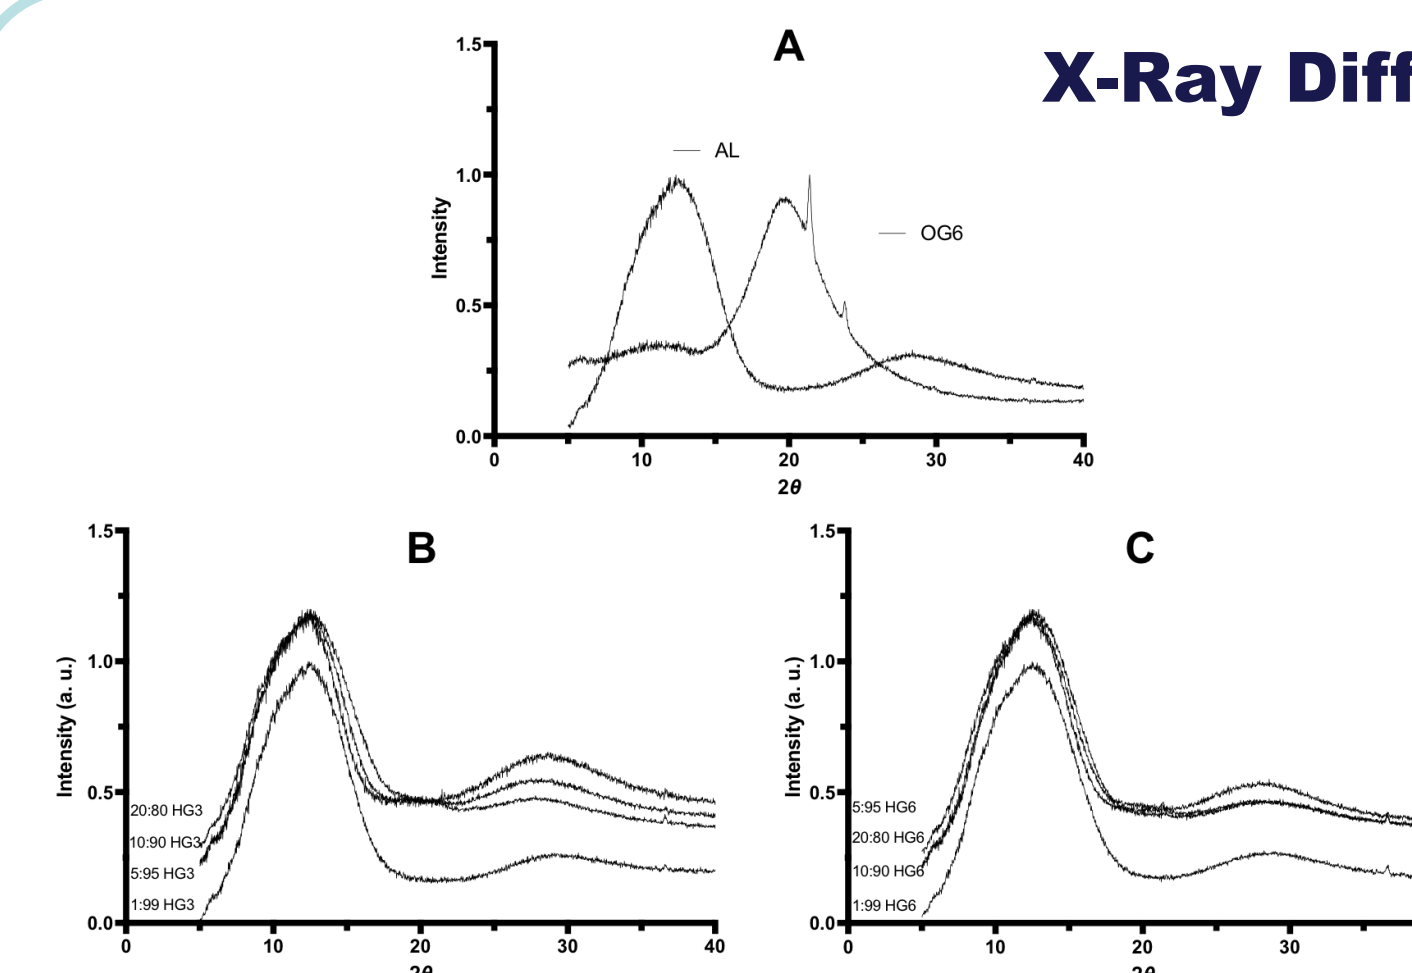 A
X-Ray Diff
1.5
1.0
0.5
0.0
Intensity
AL
OG6
0 10 20 30 40
2θ
B
1.5
1.0
0.5
0.0
Intensity (a. u.)
20:80 HG3
10:90 HG3
5:95 HG3
1:99 HG3
0 10 20 30 40
2θ
C
1.5
1.0
0.5
0.0
Intensity (a. u.)
5:95 HG6
20:80 HG6
10:90 HG6
1:99 HG6
0 10 20 30
2θ